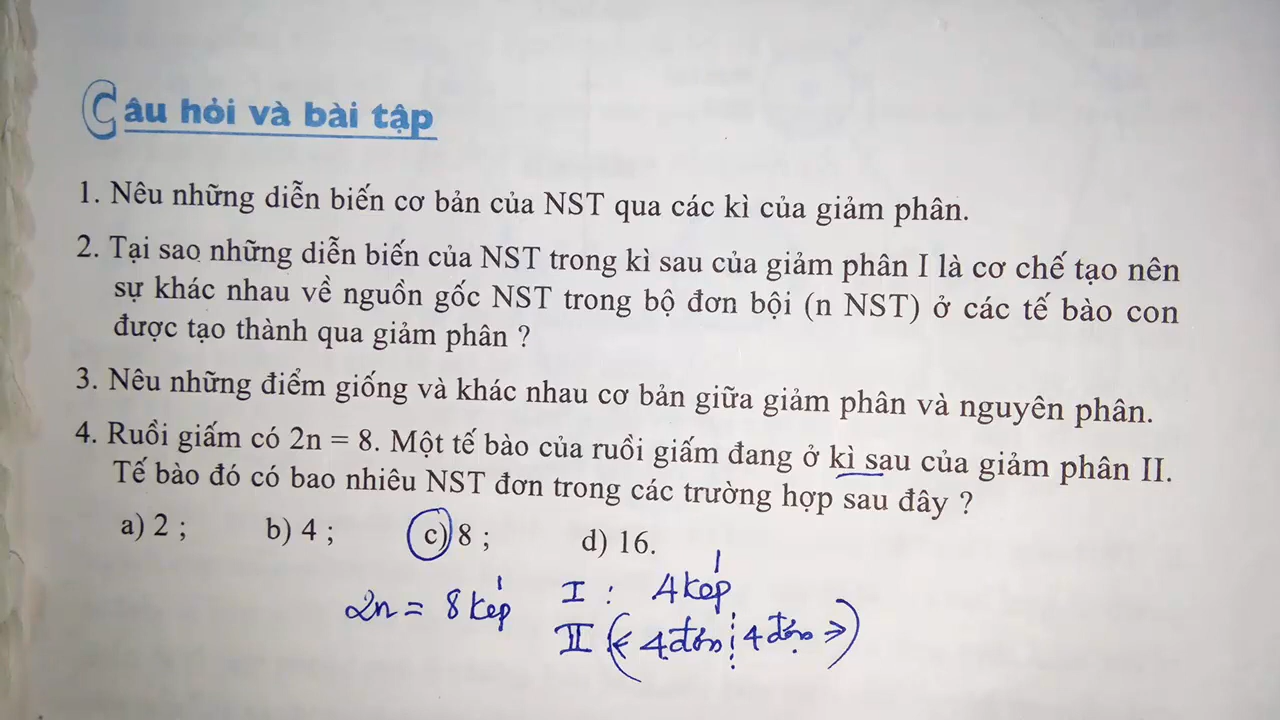 Câu hỏi và bài tập
1. Nêu những diễn biến cơ bản của NST qua các kì của giảm phân.
2. Tại sao những diễn biến của NST trong kì sau của giảm phân I là cơ chế tạo nên
sự khác nhau về nguồn gốc NST trong bộ đơn bội (n NST) ở các tế bào con
được tạo thành qua giảm phân ?
3. Nêu những điểm giống và khác nhau cơ bản giữa giảm phân và nguyên phân.
4. Ruồi giấm có 2n = 8. Một tế bào của ruồi giấm đang ở kì sau của giảm phân II.
Tế bào đó có bao nhiêu NST đơn trong các trường hợp sau đây ?
a) 2 ; b) 4 ; c) 8 ; d) 16.
2n = 8 kép I : 4 kép
II (← 4 đơn ¦ 4 đơn →)